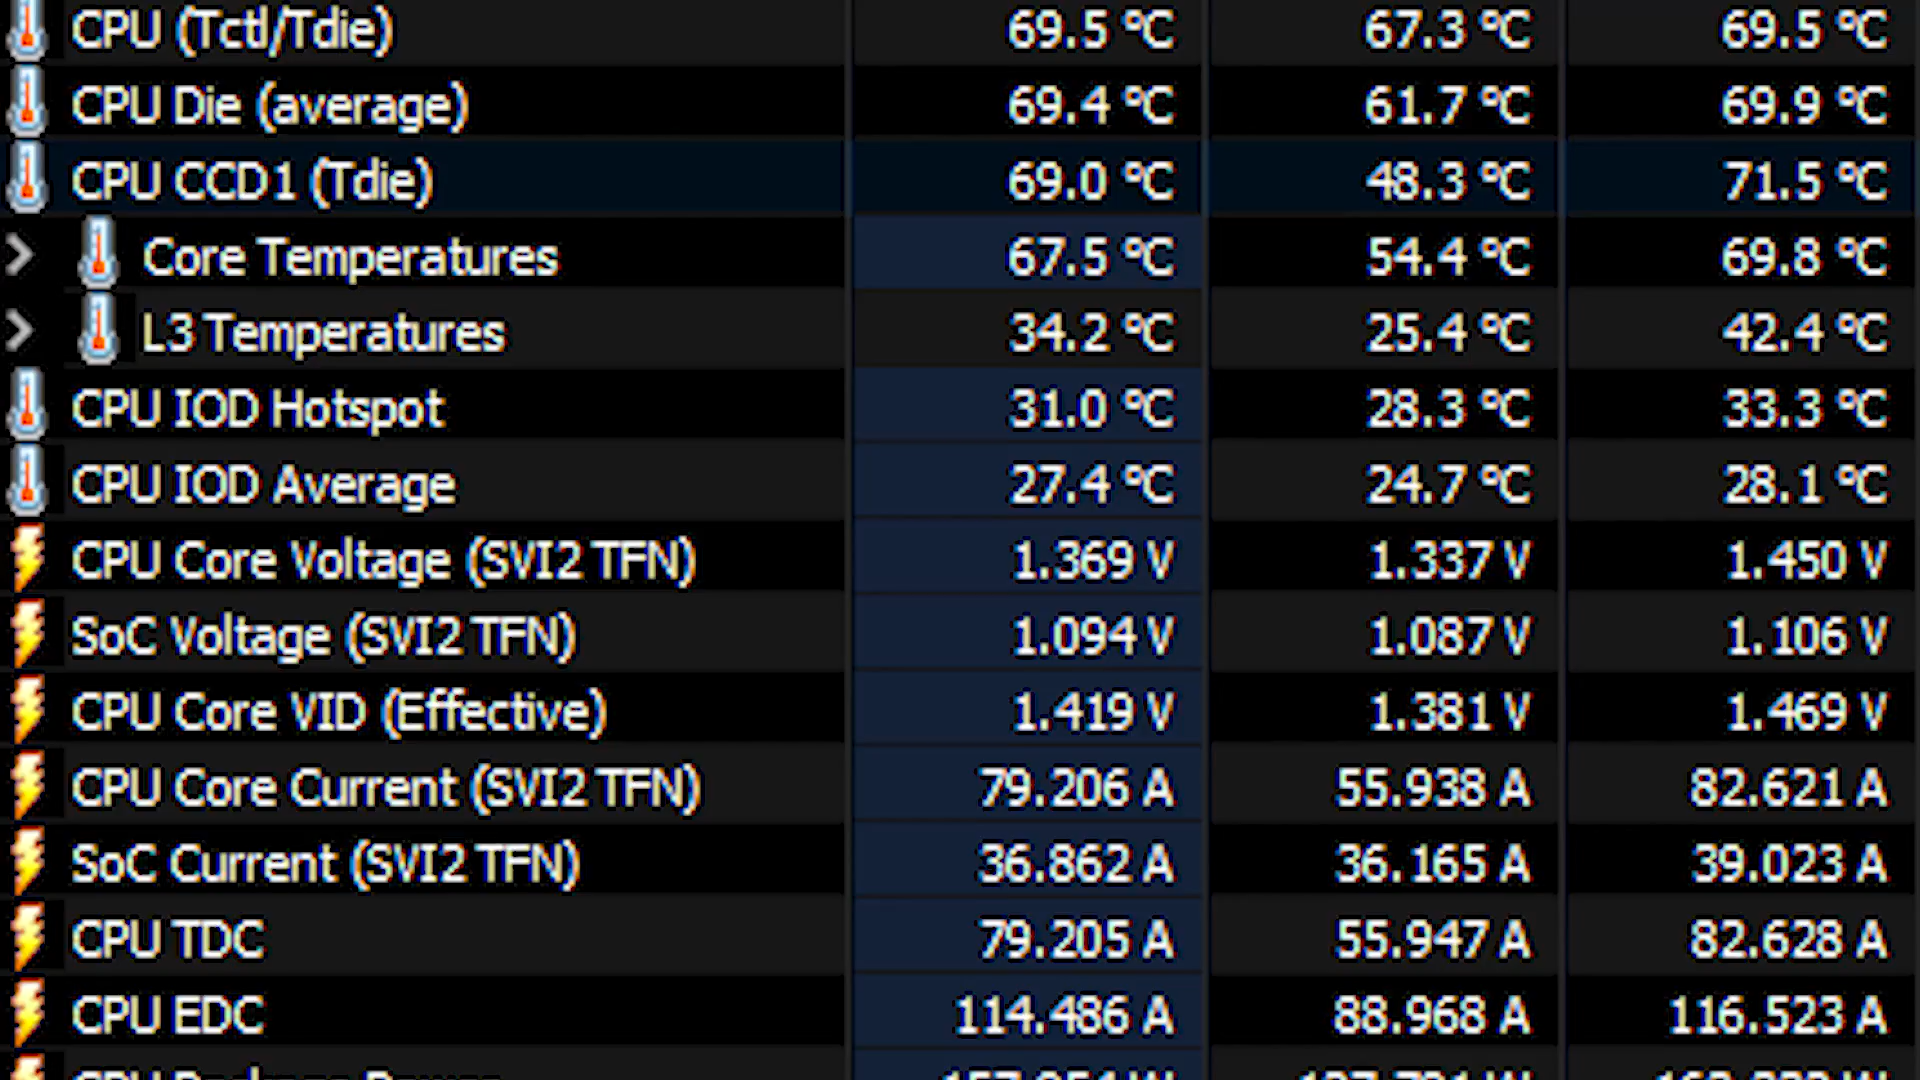 CPU (Tctl/Tdie) 69.5 °C 67.3 °C 69.5 °C
CPU Die (average) 69.4 °C 61.7 °C 69.9 °C
CPU CCD1 (Tdie) 69.0 °C 48.3 °C 71.5 °C
Core Temperatures 67.5 °C 54.4 °C 69.8 °C
L3 Temperatures 34.2 °C 25.4 °C 42.4 °C
CPU IOD Hotspot 31.0 °C 28.3 °C 33.3 °C
CPU IOD Average 27.4 °C 24.7 °C 28.1 °C
CPU Core Voltage (SVI2 TFN) 1.369 V 1.337 V 1.450 V
SoC Voltage (SVI2 TFN) 1.094 V 1.087 V 1.106 V
CPU Core VID (Effective) 1.419 V 1.381 V 1.469 V
CPU Core Current (SVI2 TFN) 79.206 A 55.938 A 82.621 A
SoC Current (SVI2 TFN) 36.862 A 36.165 A 39.023 A
CPU TDC 79.205 A 55.947 A 82.628 A
CPU EDC 114.486 A 88.968 A 116.523 A